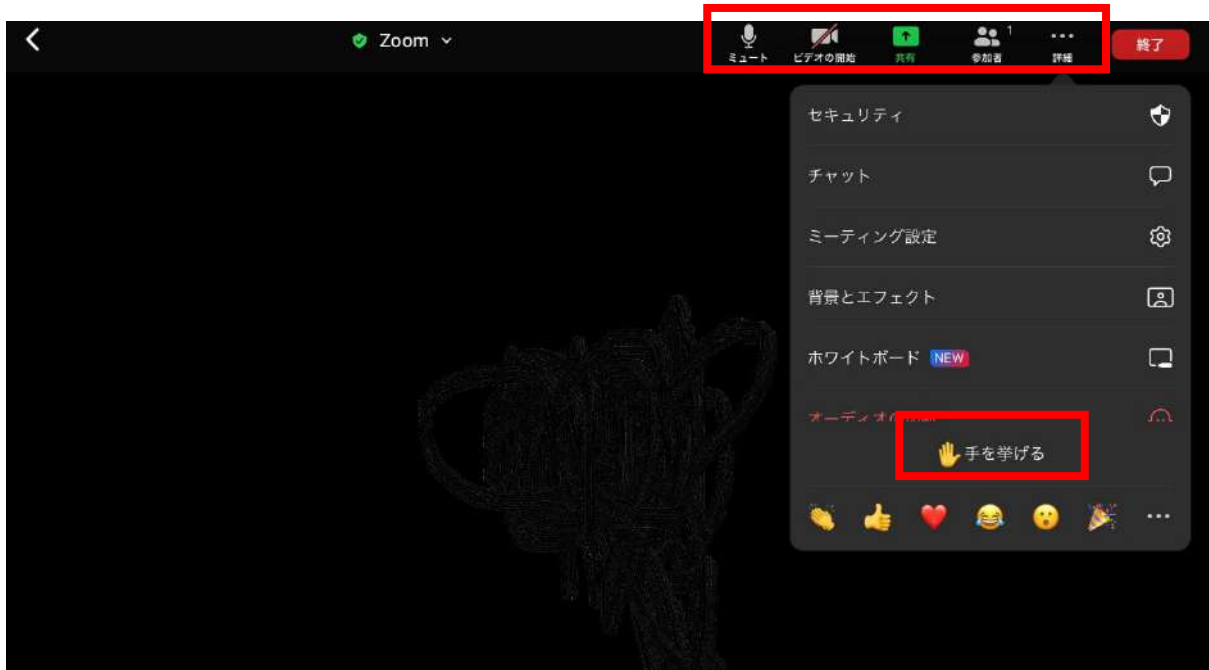 Zoom
ミュート
ビデオの開始
共有
参加者 1
詳細
終了
セキュリティ
チャット
ミーティング設定
背景とエフェクト
ホワイトボード NEW
手を挙げる